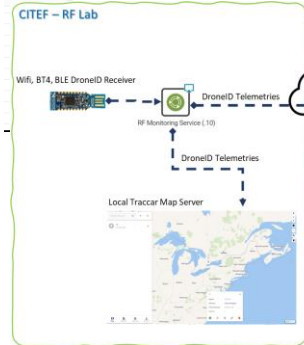 CITEF – RF Lab
Wifi, BT4, BLE DroneID Receiver
DroneID Telemetries
RF Monitoring Service (.10)
DroneID Telemetries
Local Traccar Map Server